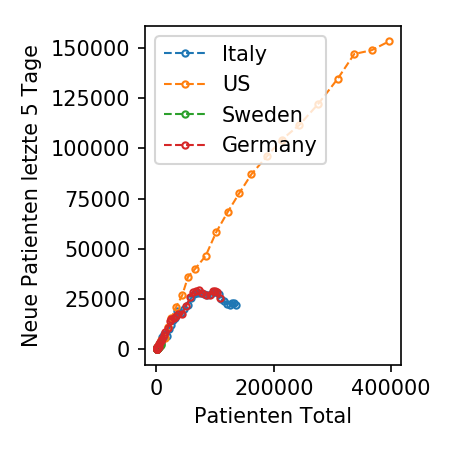 Neue Patienten letzte 5 Tage
150000
125000
100000
75000
50000
25000
0
Italy
US
Sweden
Germany
0
200000
400000
Patienten Total